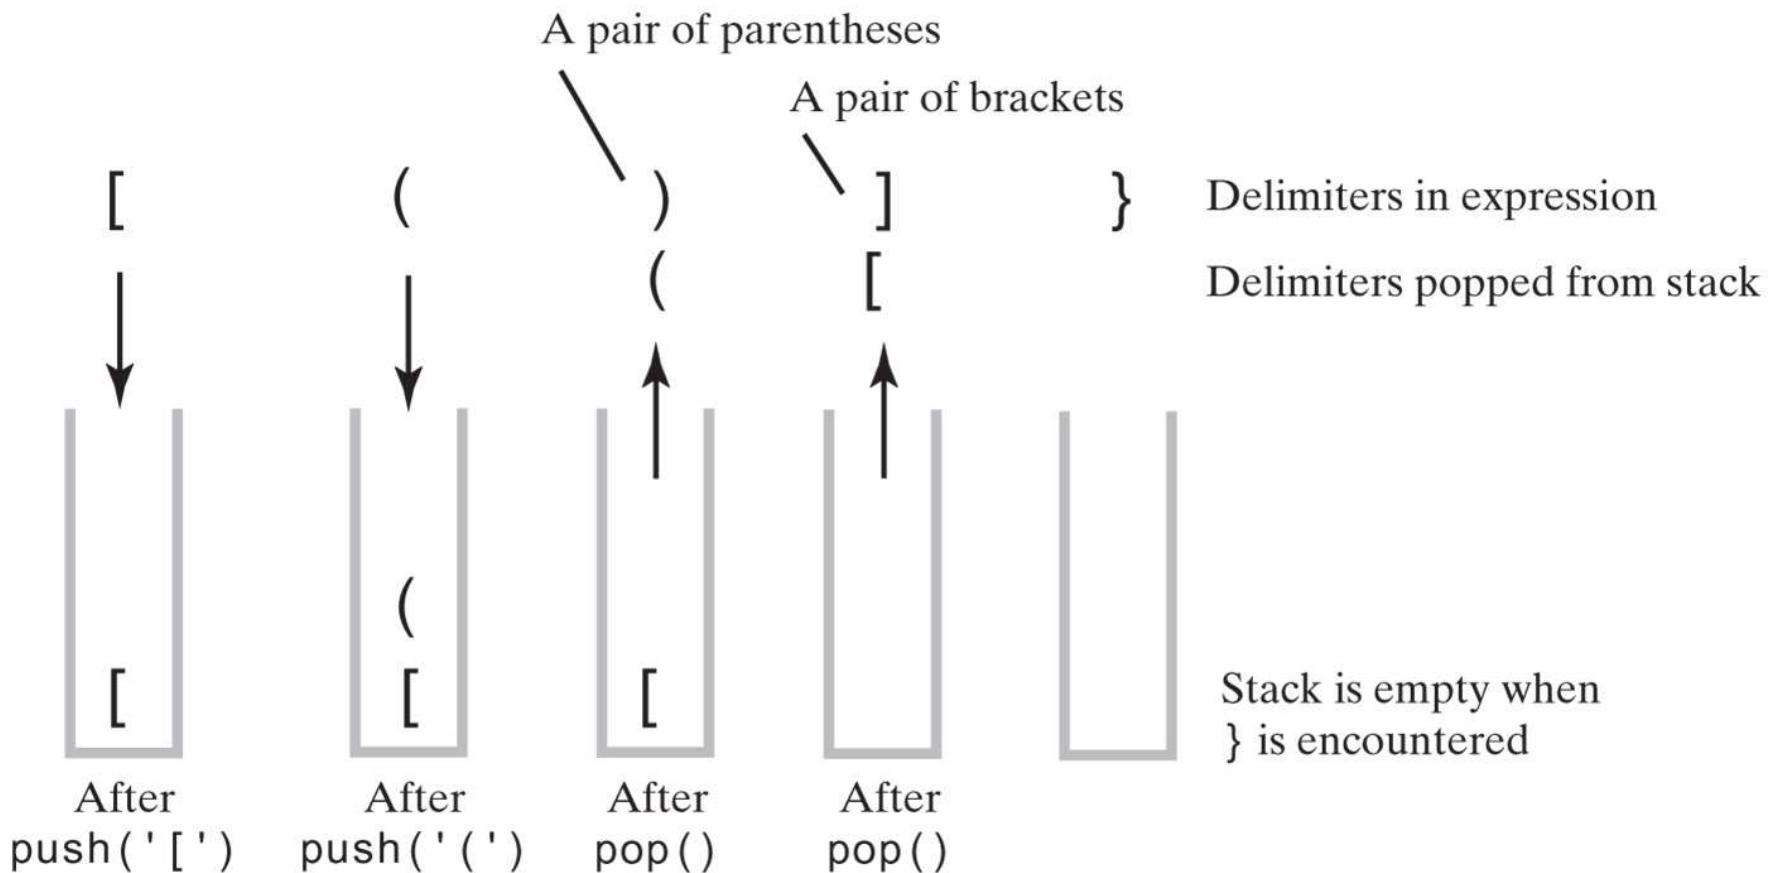 A pair of parentheses
A pair of brackets
[ ( ) ] } Delimiters in expression
( [ Delimiters popped from stack
(
[ [ [ Stack is empty when
} is encountered
After After After After
push('[') push('(') pop() pop()